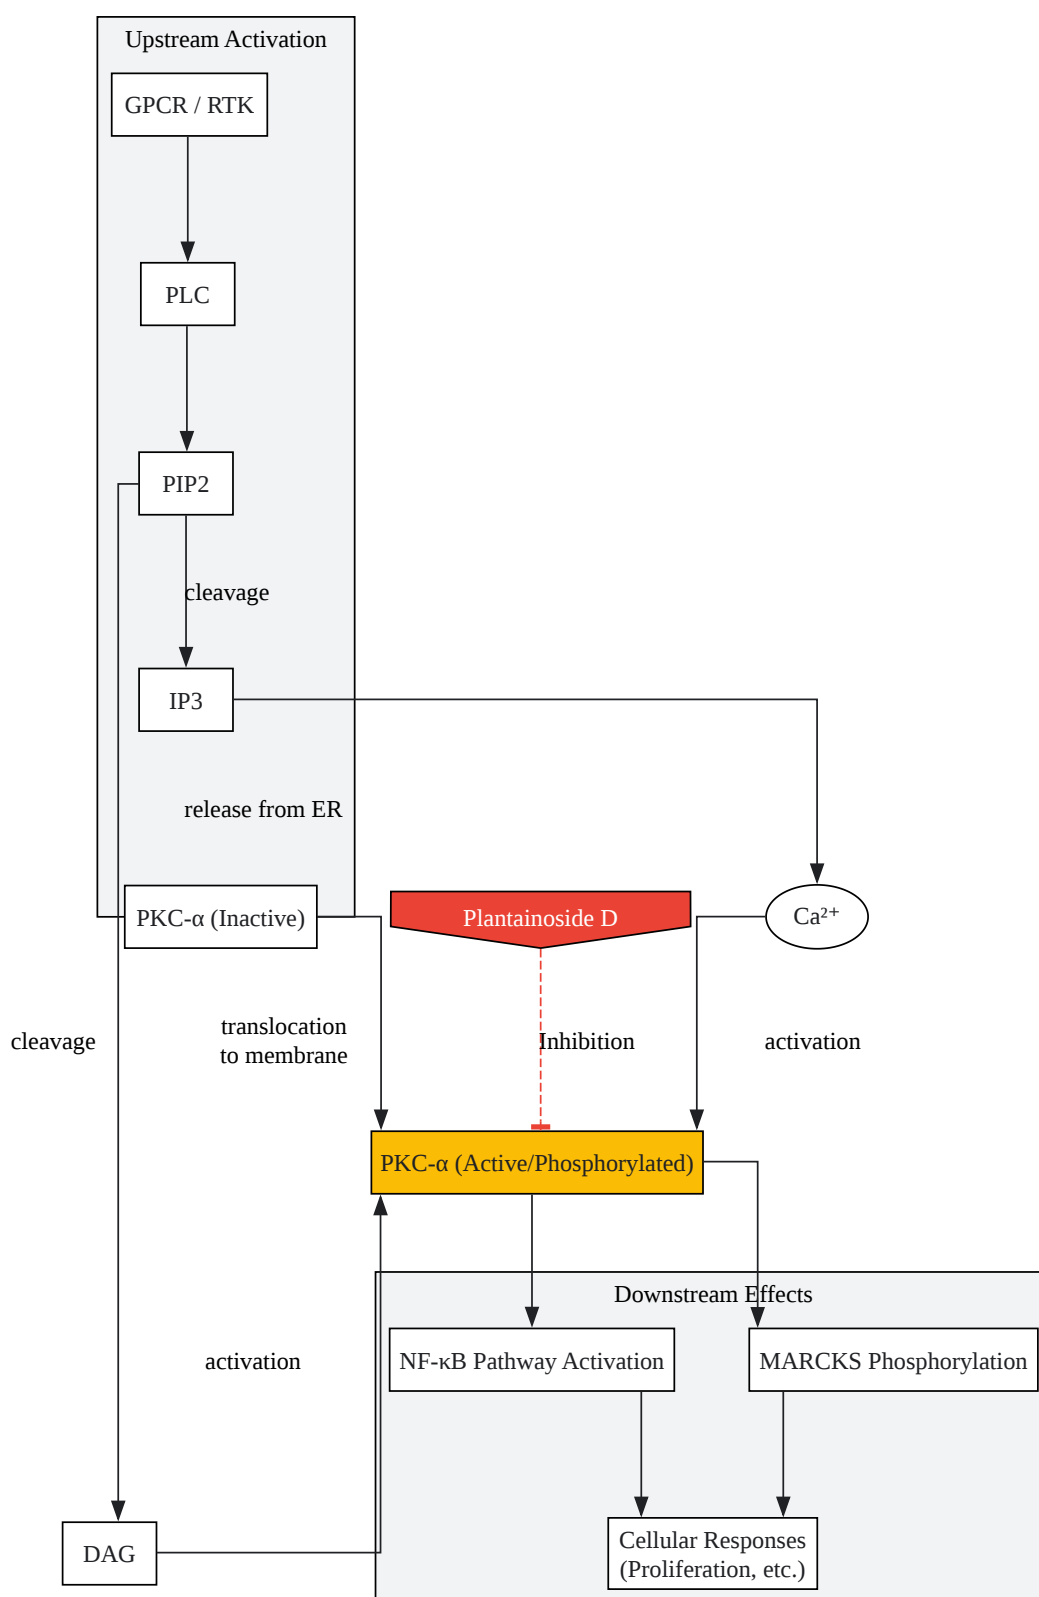 Upstream Activation
GPCR / RTK
PLC
PIP2
cleavage
IP3
release from ER
PKC-α (Inactive)
Plantainoside D
Ca²⁺
cleavage
translocation
to membrane
Inhibition
activation
PKC-α (Active/Phosphorylated)
Downstream Effects
activation
NF-κB Pathway Activation
MARCKS Phosphorylation
DAG
Cellular Responses
(Proliferation, etc.)